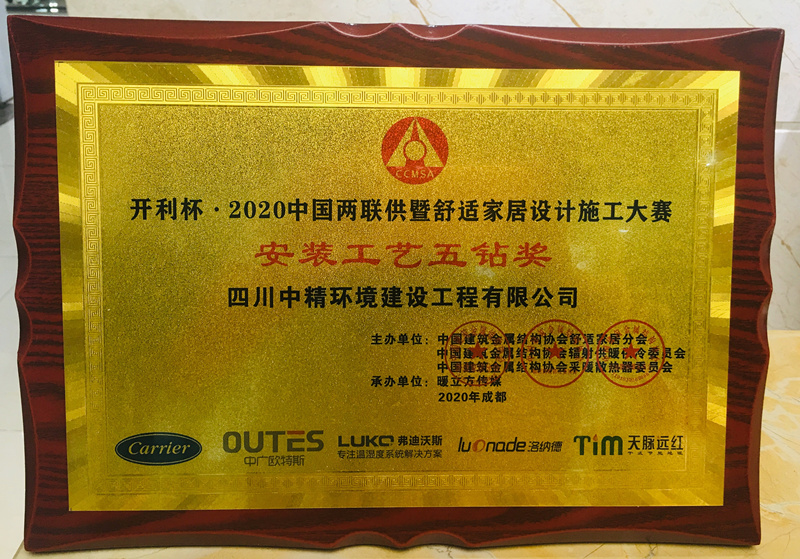 CCMSA
开利杯·2020中国两联供暨舒适家居设计施工大赛
安装工艺五钻奖
四川中精环境建设工程有限公司
主办单位：中国建筑金属结构协会舒适家居分会
中国建筑金属结构协会辐射供暖供冷委员会
中国建筑金属结构协会采暖散热器委员会
承办单位：暖立方传媒
2020年成都
Carrier
OUTES
中广欧特斯
LUKO 弗迪沃斯
专注温湿度系统解决方案
luonade 洛纳德
TIM 天脉远红